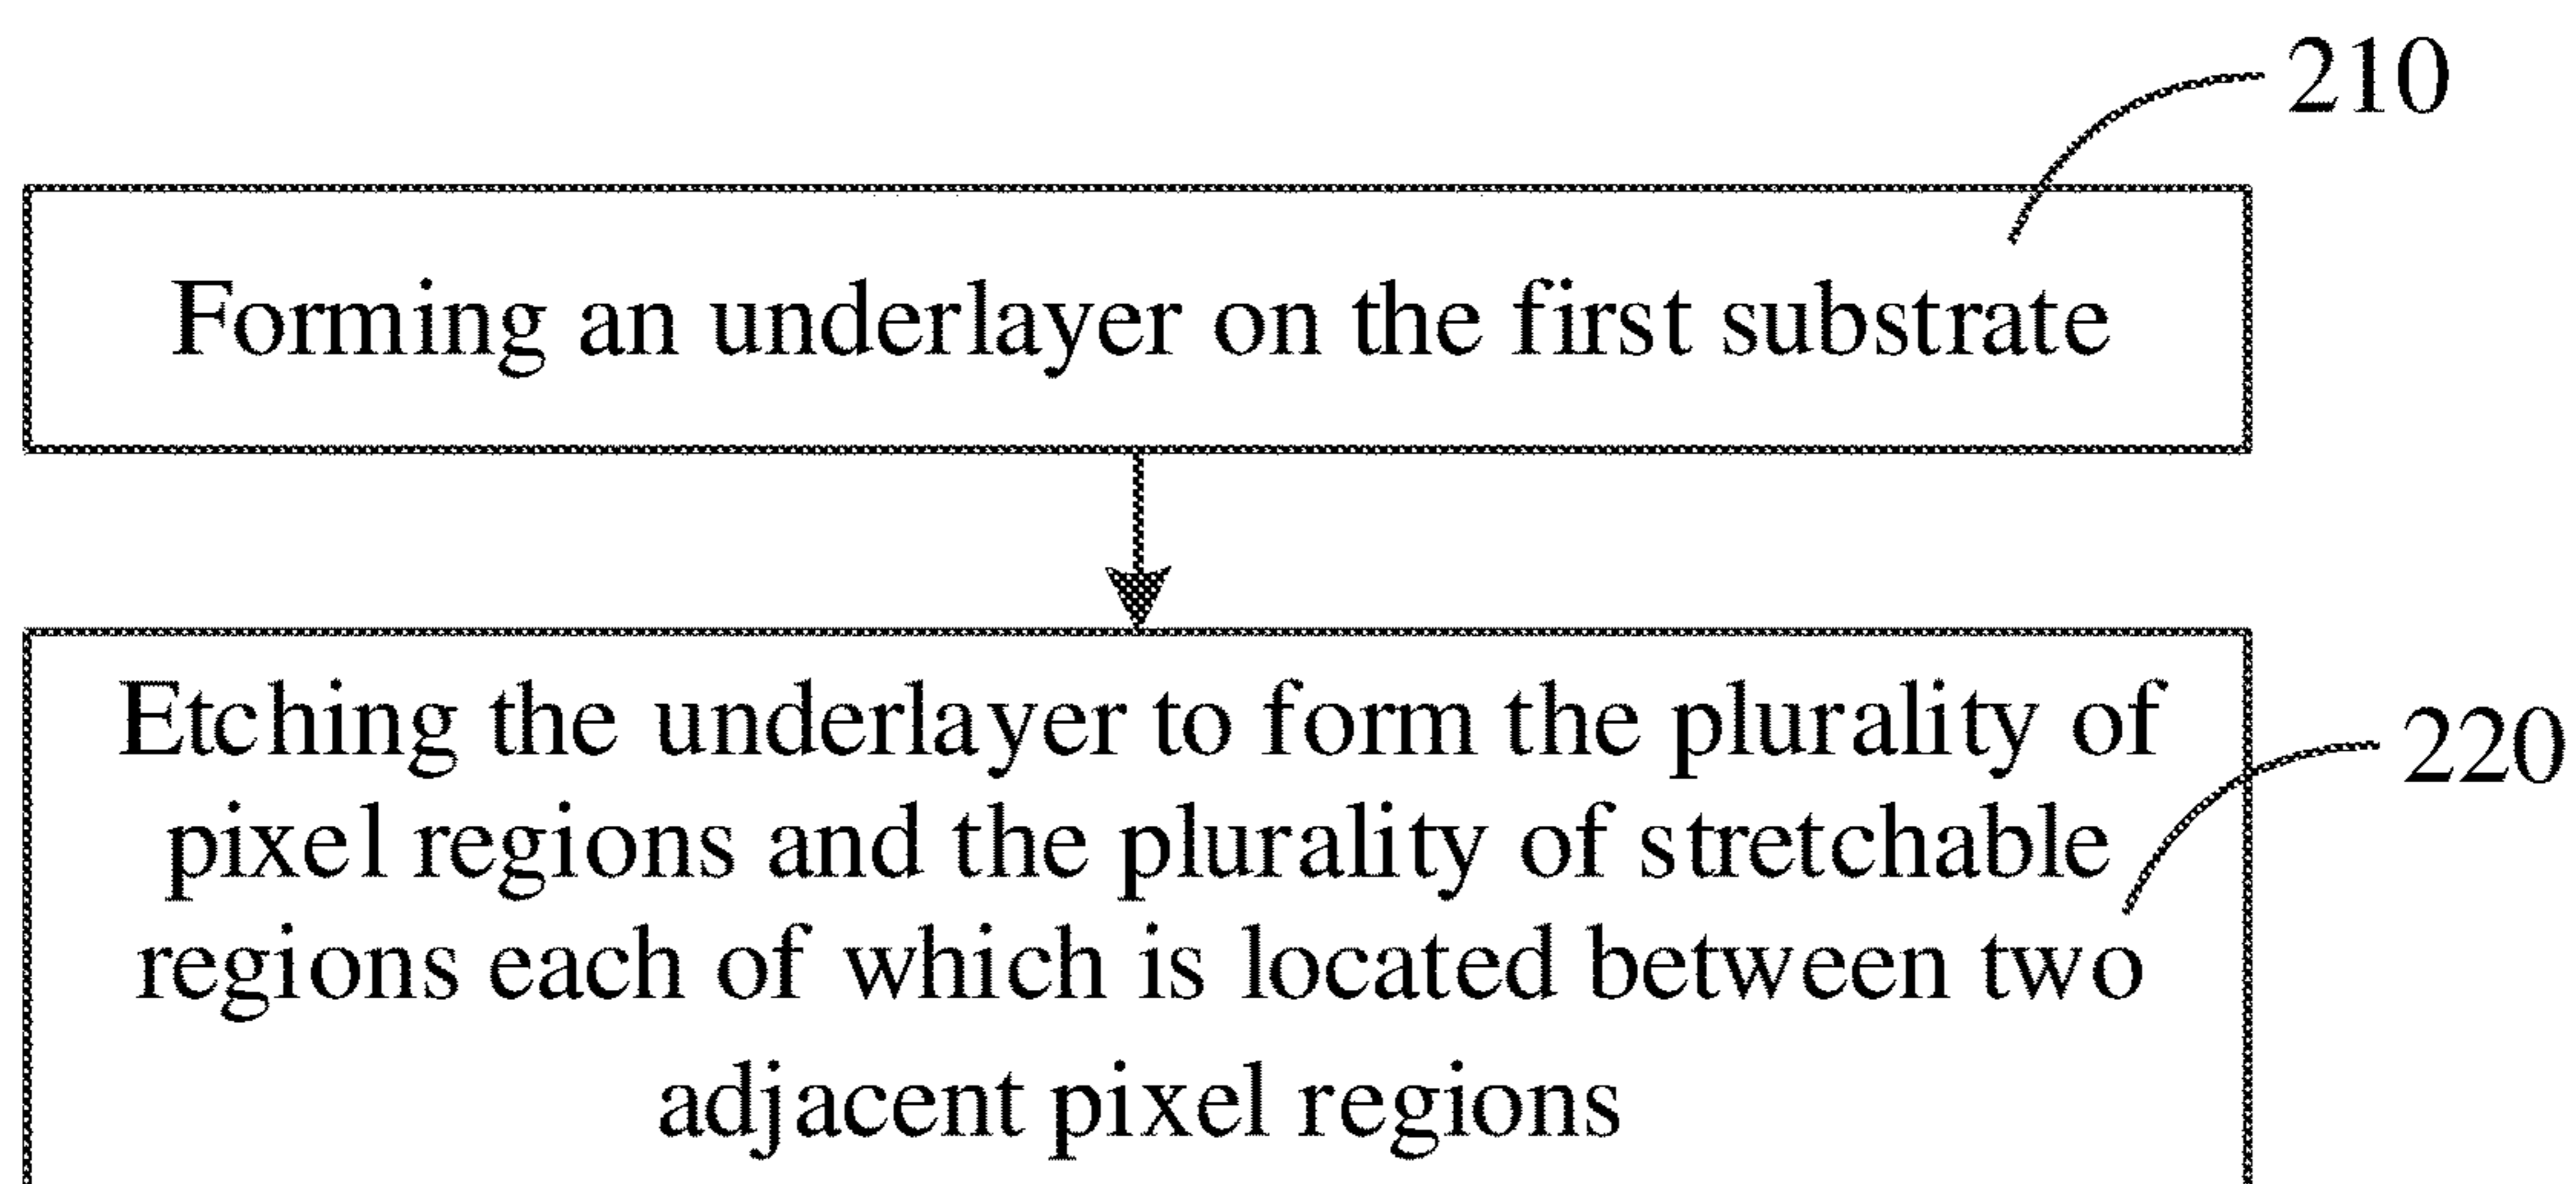 210
Forming an underlayer on the first substrate
Etching the underlayer to form the plurality of
220
pixel regions and the plurality of stretchable
regions each of which is located between two
adjacent pixel regions